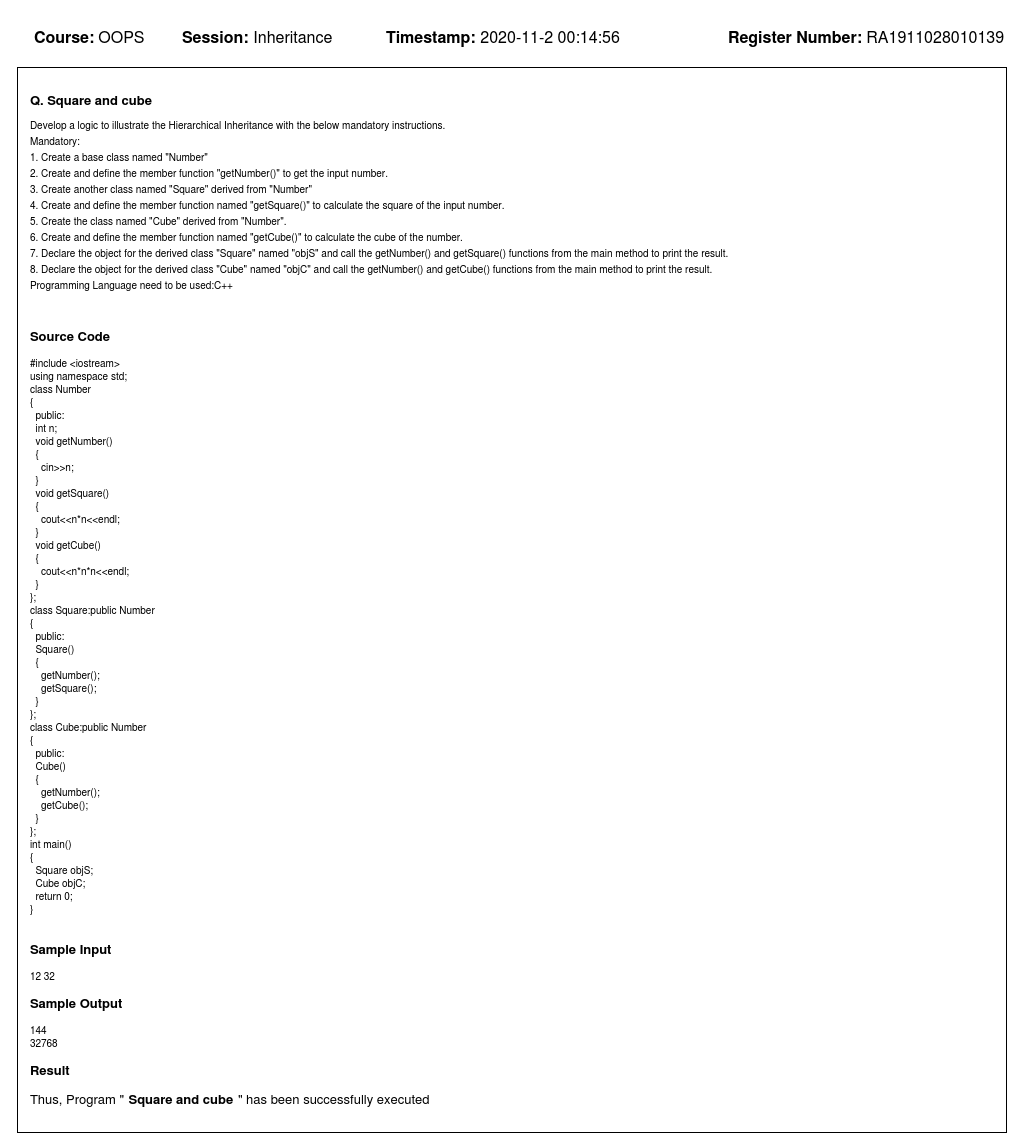 Course: OOPS Session: Inheritance Timestamp: 2020-11-2 00:14:56 Register Number: RA1911028010139
Q. Square and cube
Develop a logic to illustrate the Hierarchical Inheritance with the below mandatory instructions.
Mandatory:
1. Create a base class named "Number"
2. Create and define the member function "getNumber()" to get the input number.
3. Create another class named "Square" derived from "Number"
4. Create and define the member function named "getSquare()" to calculate the square of the input number.
5. Create the class named "Cube" derived from "Number".
6. Create and define the member function named "getCube()" to calculate the cube of the number.
7. Declare the object for the derived class "Square" named "objS" and call the getNumber() and getSquare() functions from the main method to print the result.
8. Declare the object for the derived class "Cube" named "objC" and call the getNumber() and getCube() functions from the main method to print the result.
Programming Language need to be used:C++
Source Code
#include <iostream>
using namespace std;
class Number
{
  public:
  int n;
  void getNumber()
  {
    cin>>n;
  }
  void getSquare()
  {
    cout<<n*n<<endl;
  }
  void getCube()
  {
    cout<<n*n*n<<endl;
  }
};
class Square:public Number
{
  public:
  Square()
  {
    getNumber();
    getSquare();
  }
};
class Cube:public Number
{
  public:
  Cube()
  {
    getNumber();
    getCube();
  }
};
int main()
{
  Square objS;
  Cube objC;
  return 0;
}
Sample Input
12 32
Sample Output
144
32768
Result
Thus, Program " Square and cube " has been successfully executed